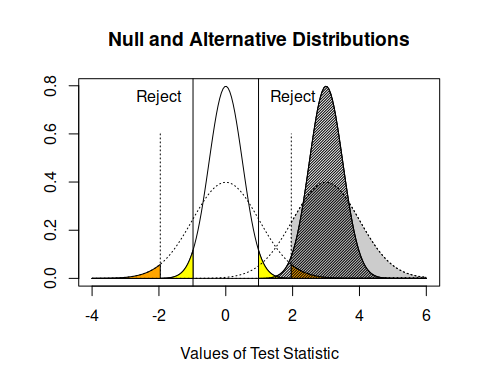 Null and Alternative Distributions
Reject
Reject
0.8
0.6
0.4
0.2
0.0
-4
-2
0
2
4
6
Values of Test Statistic